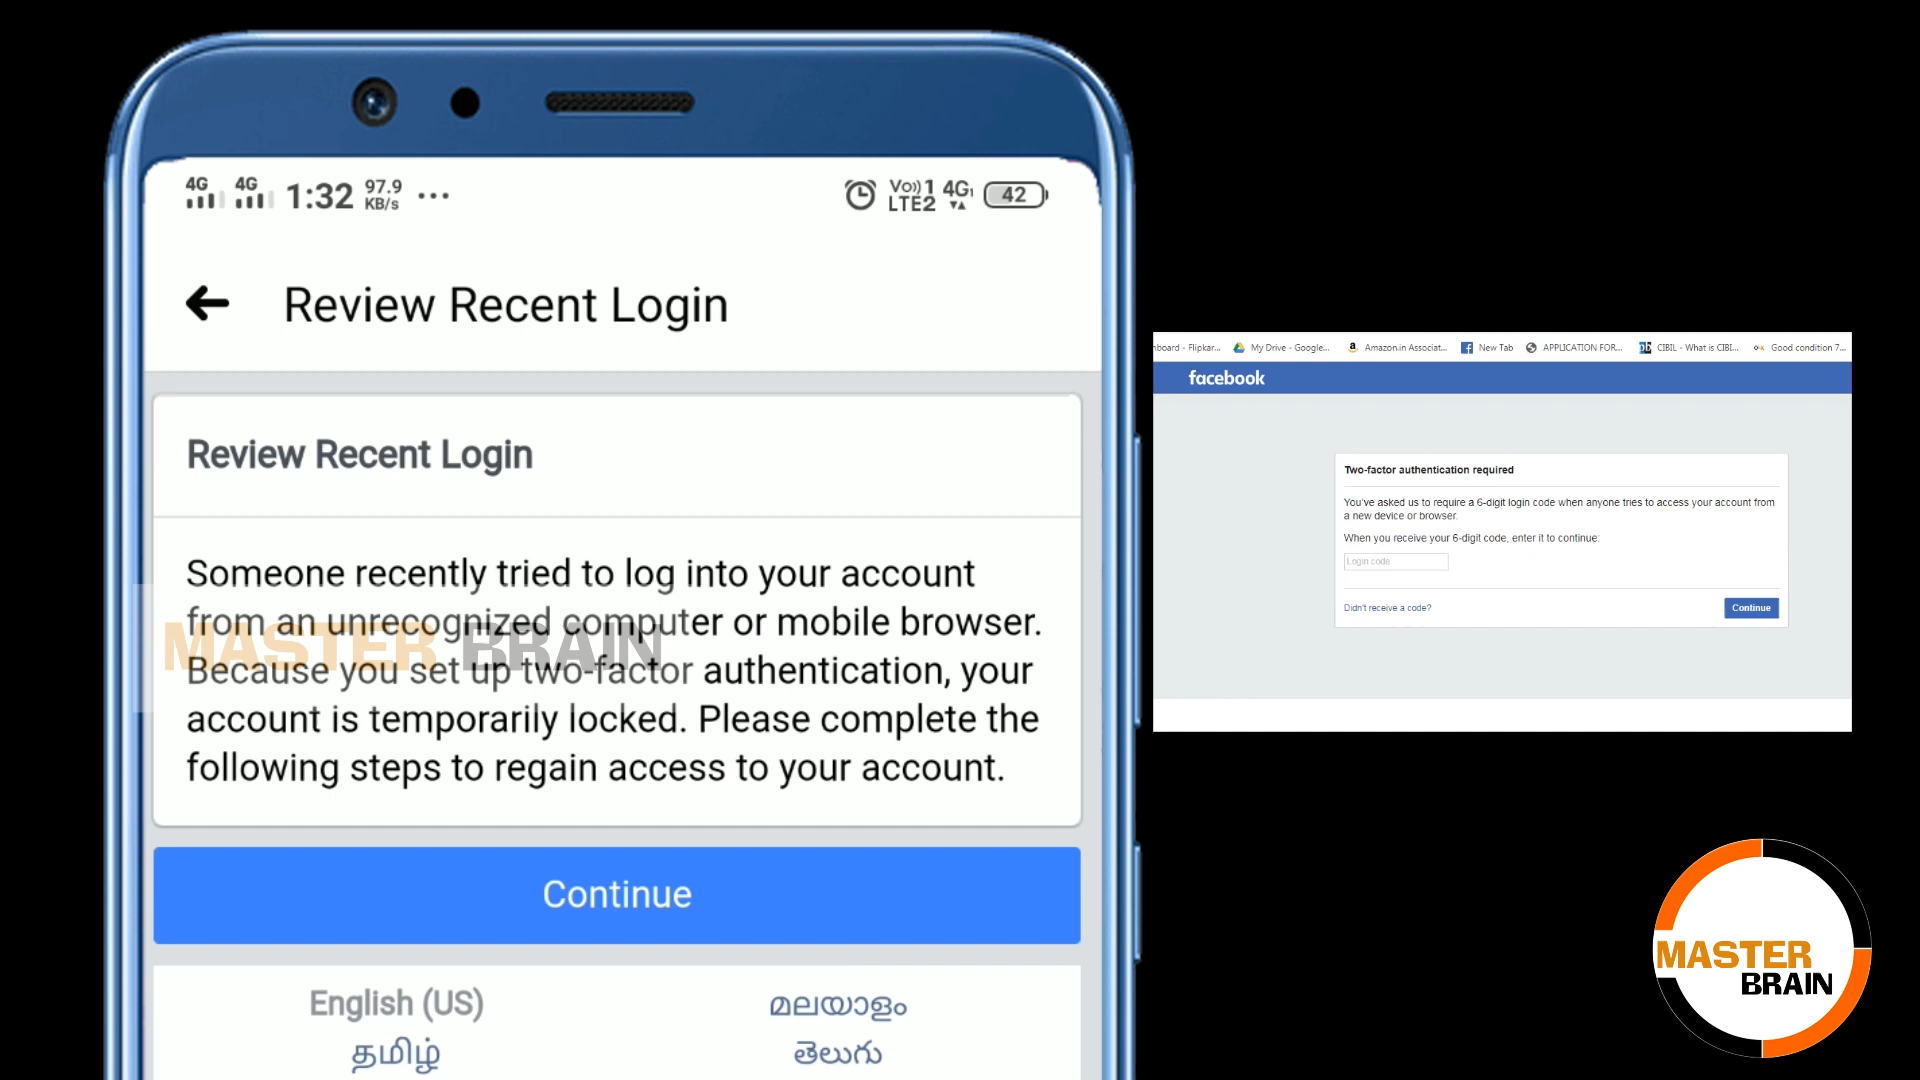 4G 4G 1:32 97.9 KB/s ... Vo)) 1 LTE2 4G1 42
Review Recent Login
Review Recent Login
Someone recently tried to log into your account
from an unrecognized computer or mobile browser.
Because you set up two-factor authentication, your
account is temporarily locked. Please complete the
following steps to regain access to your account.
MASTER BRAIN
Continue
English (US)
മലയാളം
தமிழ்
తెలుగు
nboard - Flipkar... My Drive - Google... Amazon.in Associat... New Tab APPLICATION FOR... CIBIL - What is CIBI... Good condition 7...
facebook
Two-factor authentication required
You've asked us to require a 6-digit login code when anyone tries to access your account from
a new device or browser.
When you receive your 6-digit code, enter it to continue:
Login code
Didn't receive a code?
Continue
MASTER
BRAIN